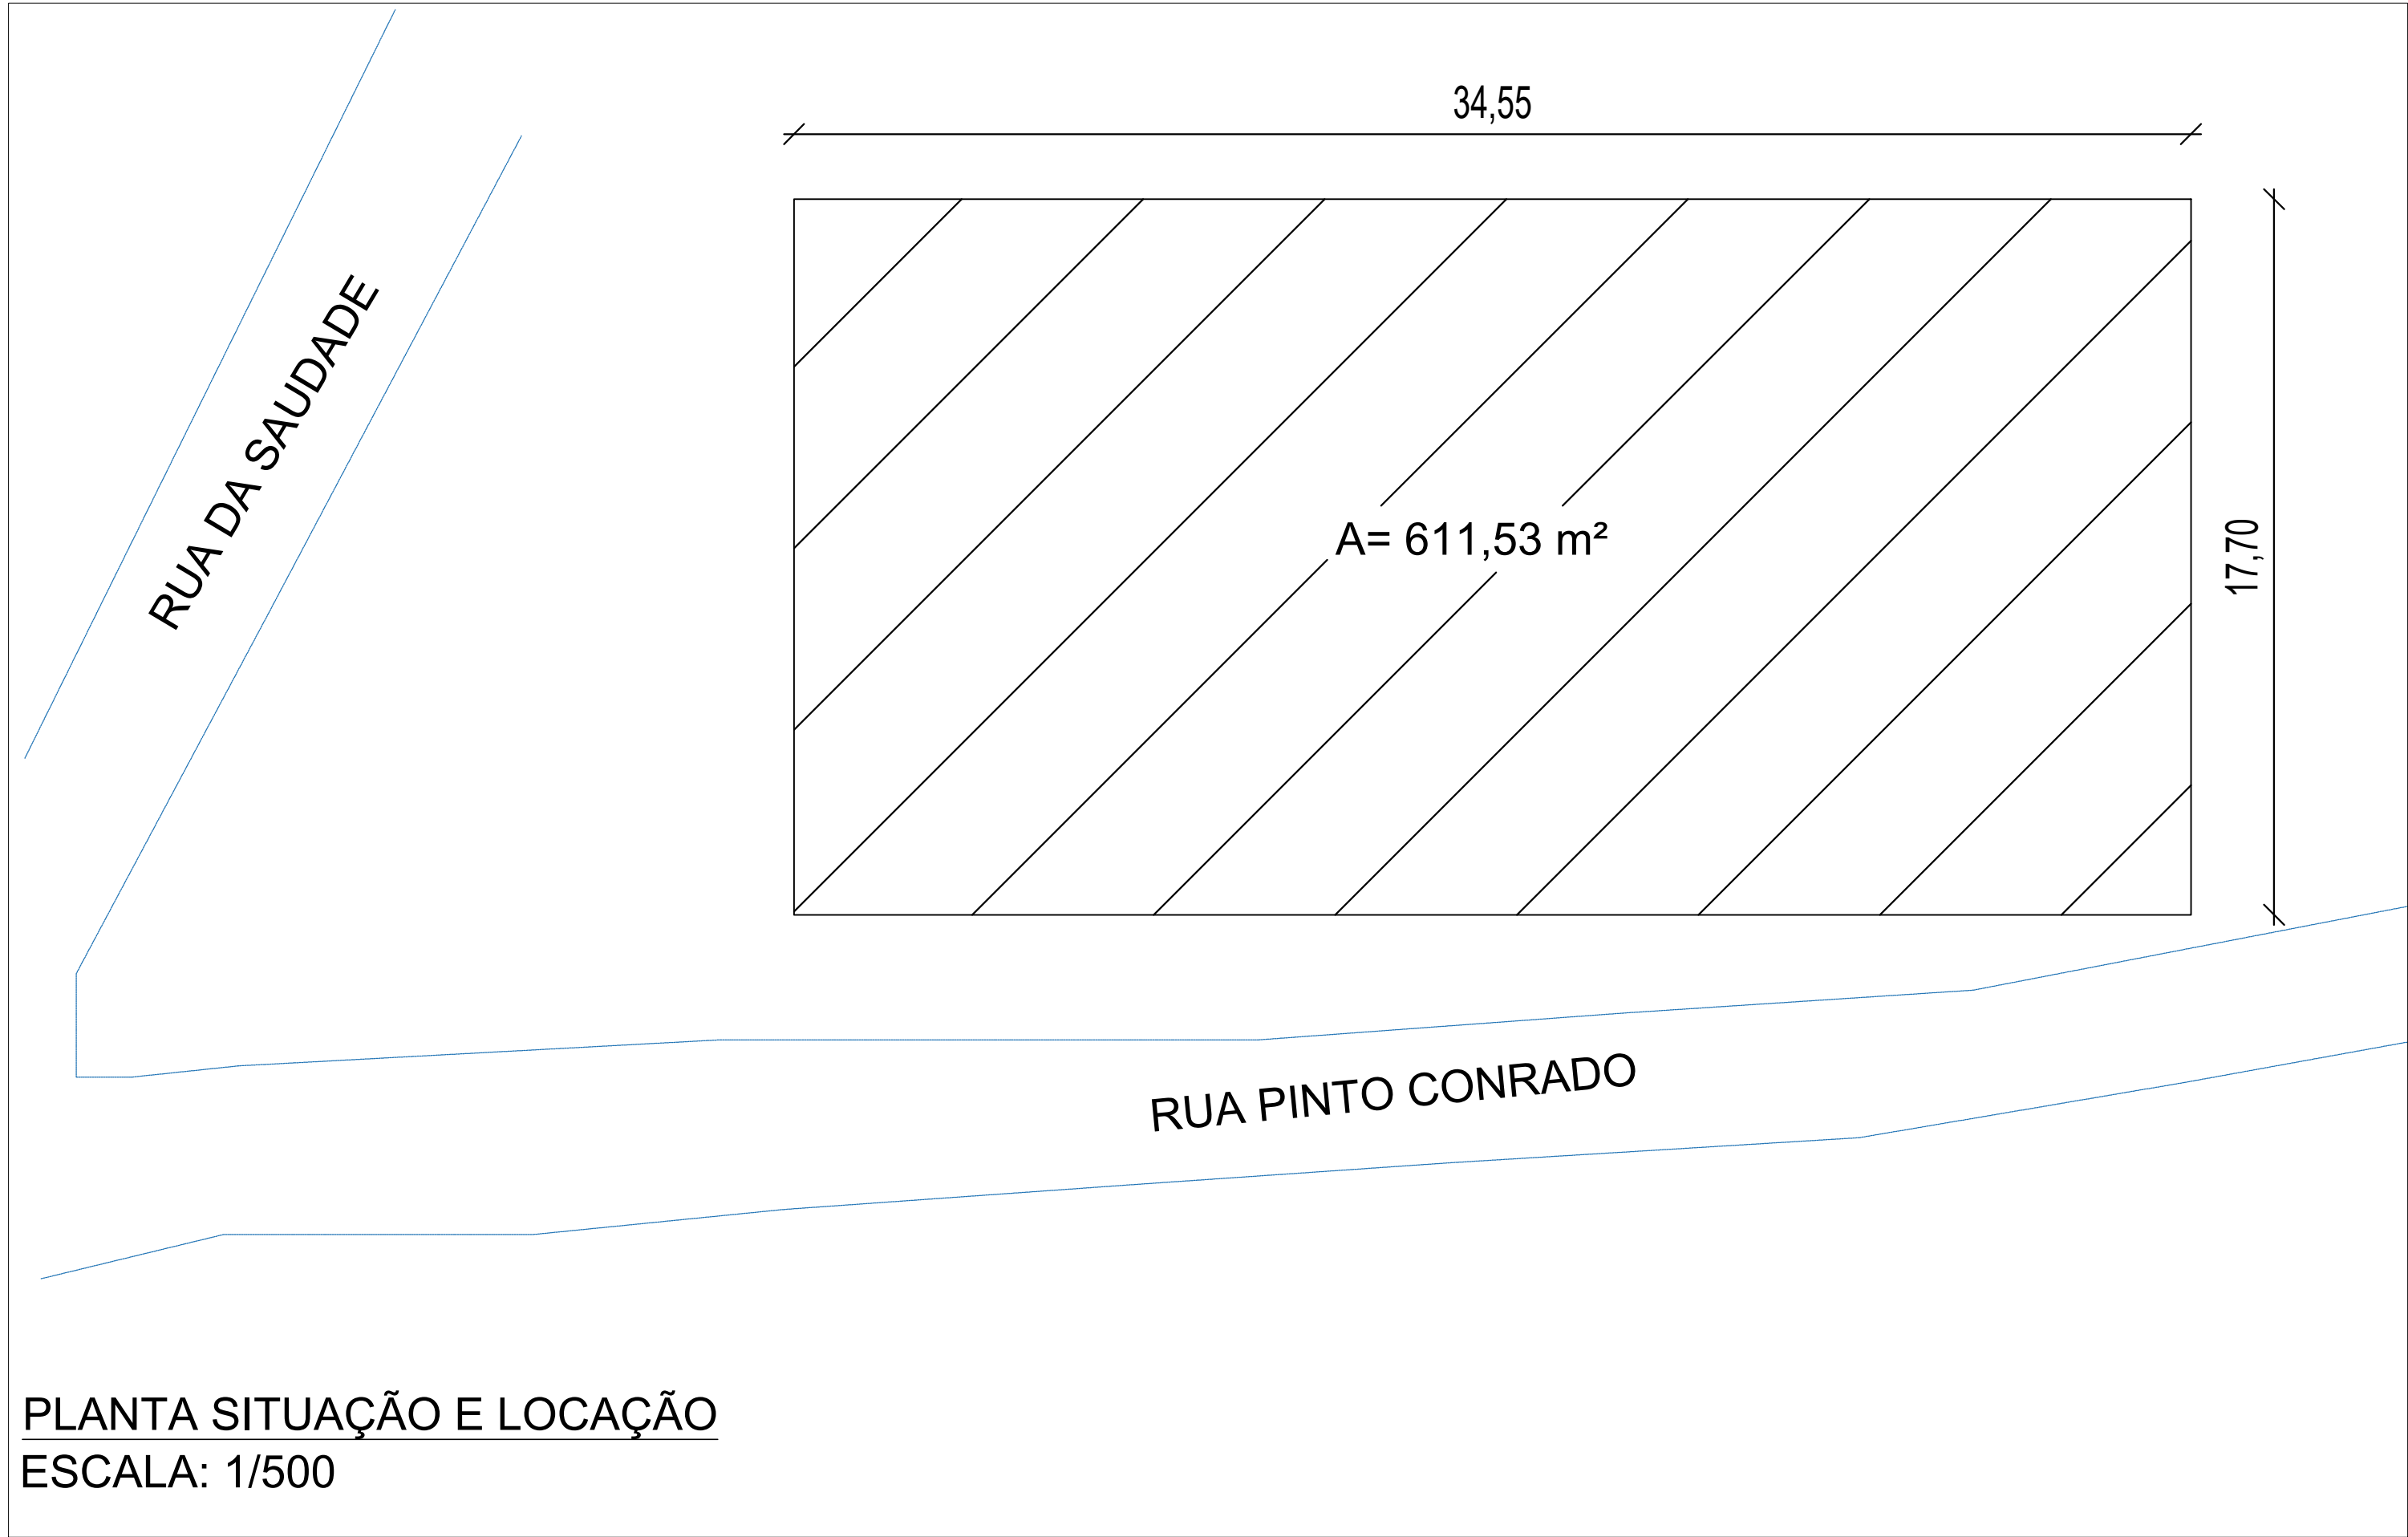 34,55
RUA DA SAUDADE
A= 611,53 m²
17,70
RUA PINTO CONRADO
PLANTA SITUAÇÃO E LOCAÇÃO
ESCALA: 1/500